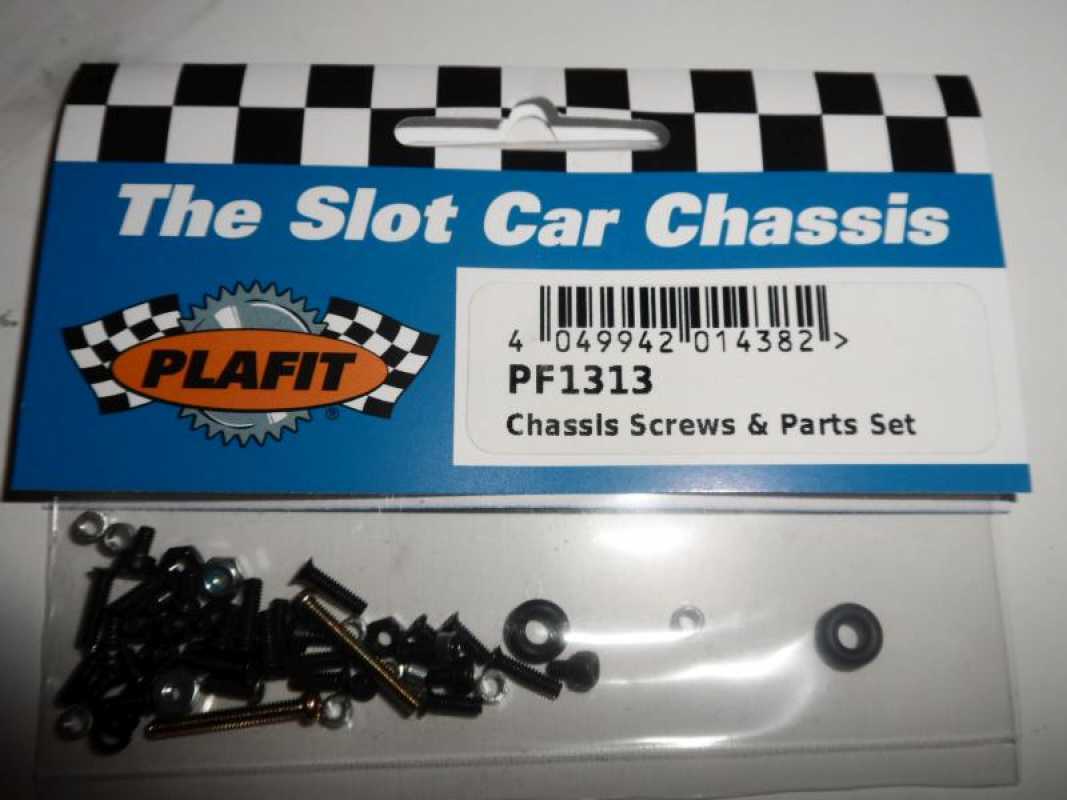 The Slot Car Chassis
PLAFIT
®
4 049942 014382 >
PF1313
Chassis Screws & Parts Set